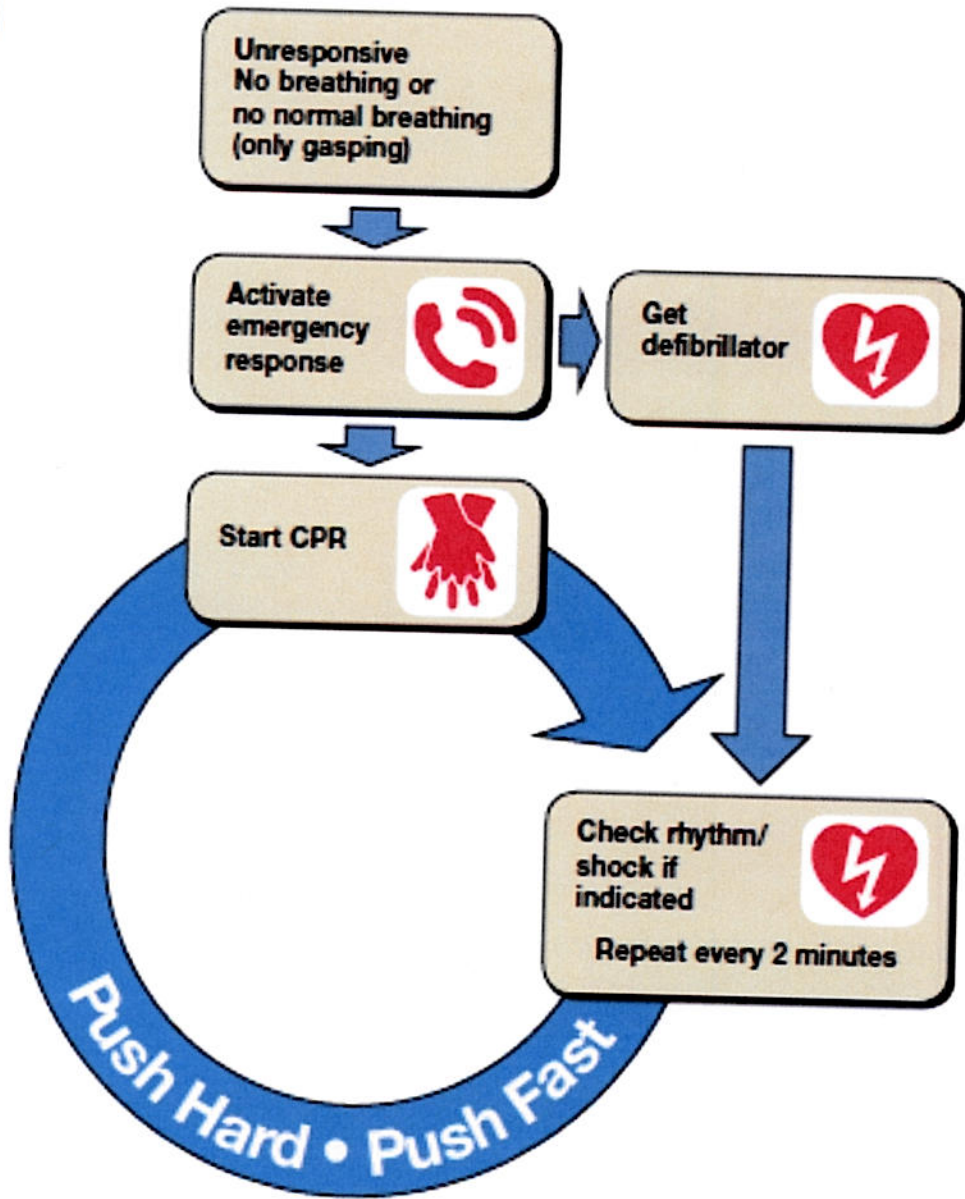 Unresponsive
No breathing or
no normal breathing
(only gasping)
Activate
emergency
response
Get
defibrillator
Start CPR
Check rhythm/
shock if
indicated
Repeat every 2 minutes
Push Hard • Push Fast